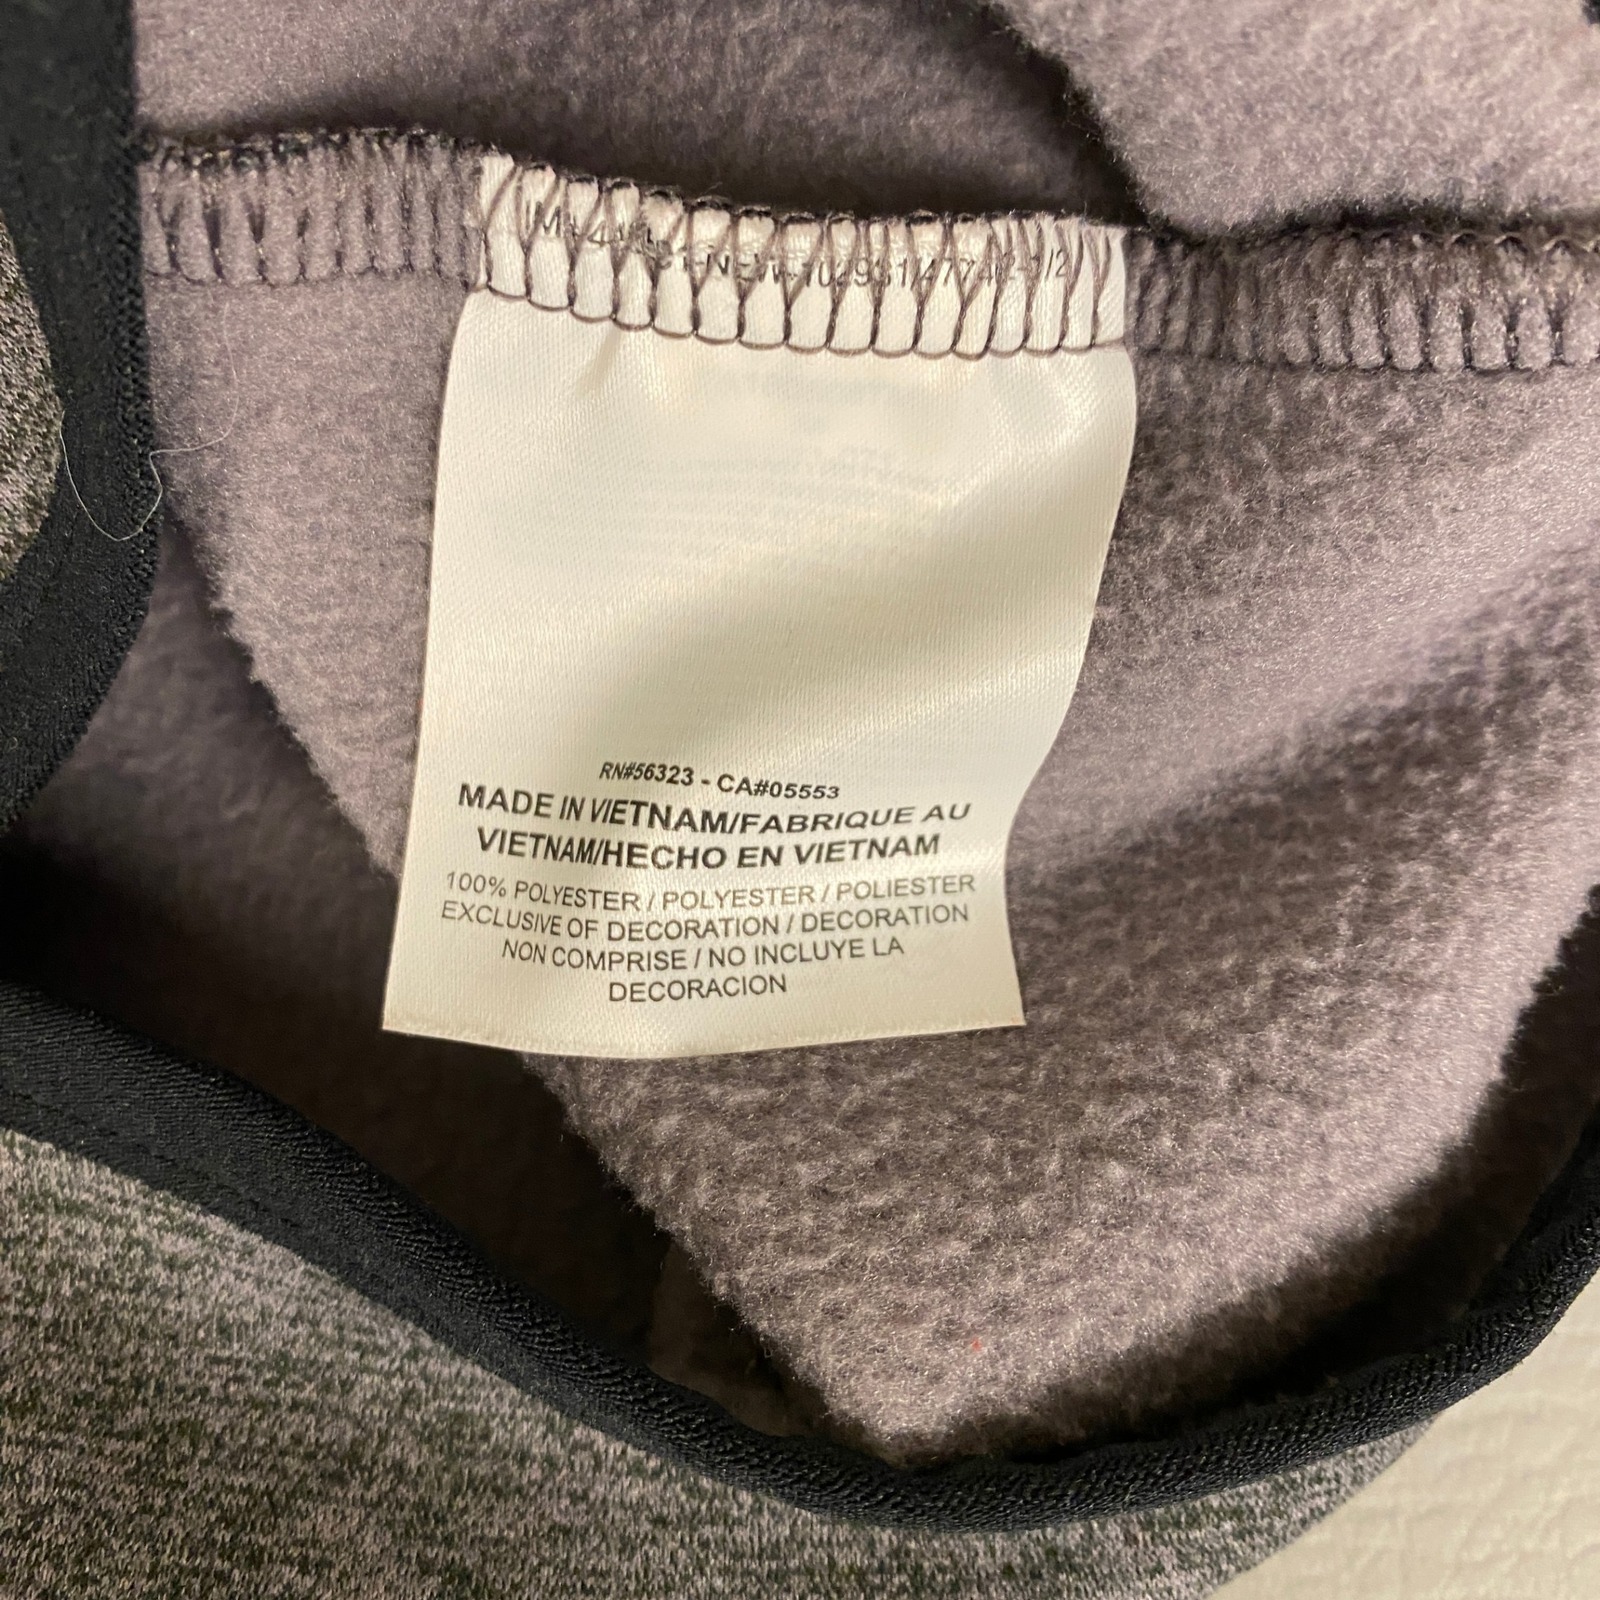 RN#56323 - CA#05553
MADE IN VIETNAM/FABRIQUE AU
VIETNAM/HECHO EN VIETNAM
100% POLYESTER / POLYESTER / POLIESTER
EXCLUSIVE OF DECORATION / DECORATION
NON COMPRISE / NO INCLUYE LA
DECORACION